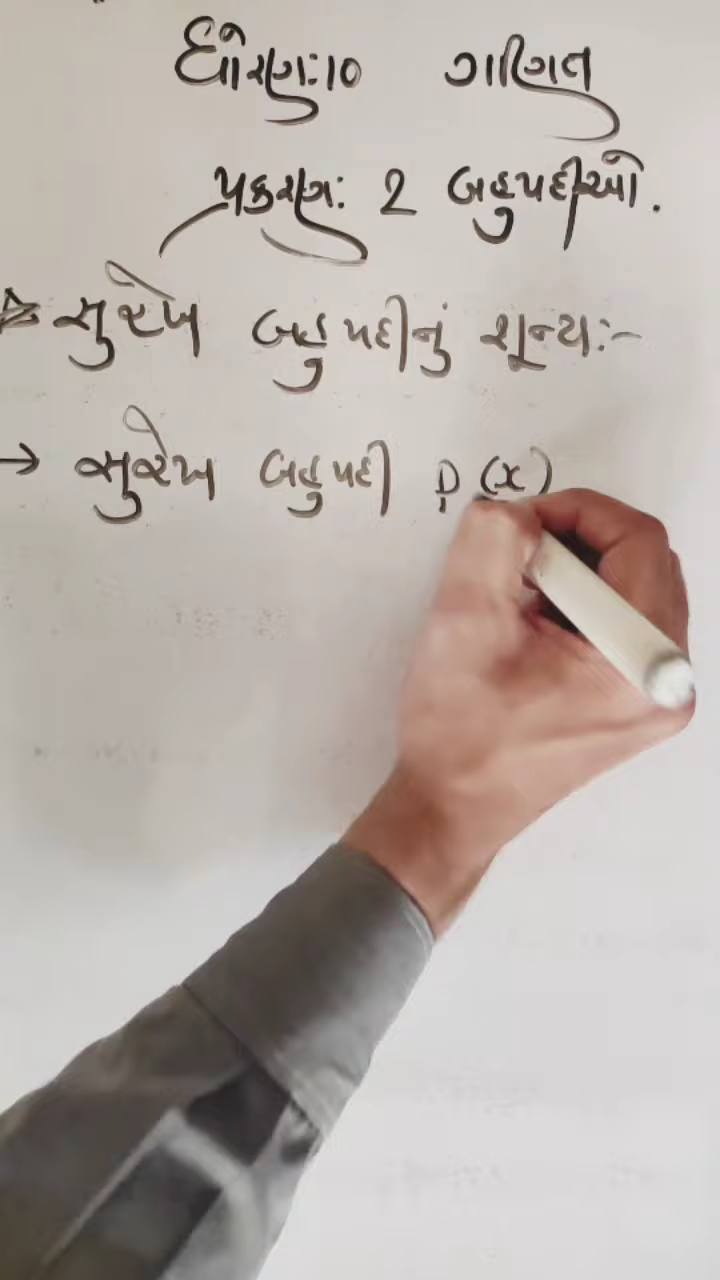 ધોરણ:10 ગણિત
પ્રકરણ: 2 બહુપદીઓ.
સુરેખ બહુપદીનું શૂન્ય:-
→ સુરેખ બહુપદી P(x)